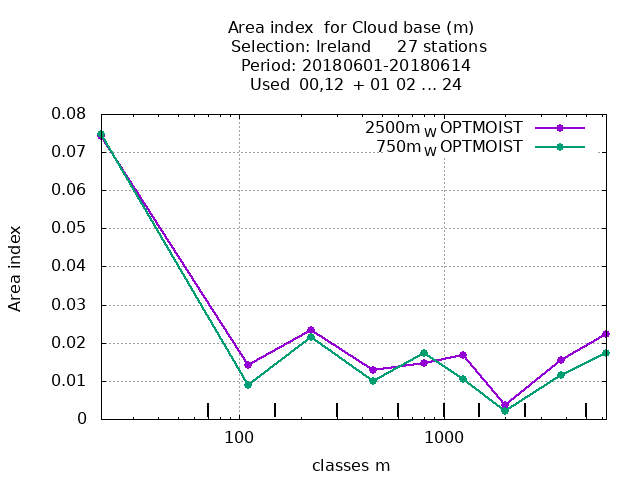 Area index  for Cloud base (m)
Selection: Ireland     27 stations
Period: 20180601-20180614
Used  00,12  + 01 02 ... 24
2500m W OPTMOIST
750m W OPTMOIST
0.08
0.07
0.06
0.05
0.04
0.03
0.02
0.01
0
Area index
100
1000
classes m